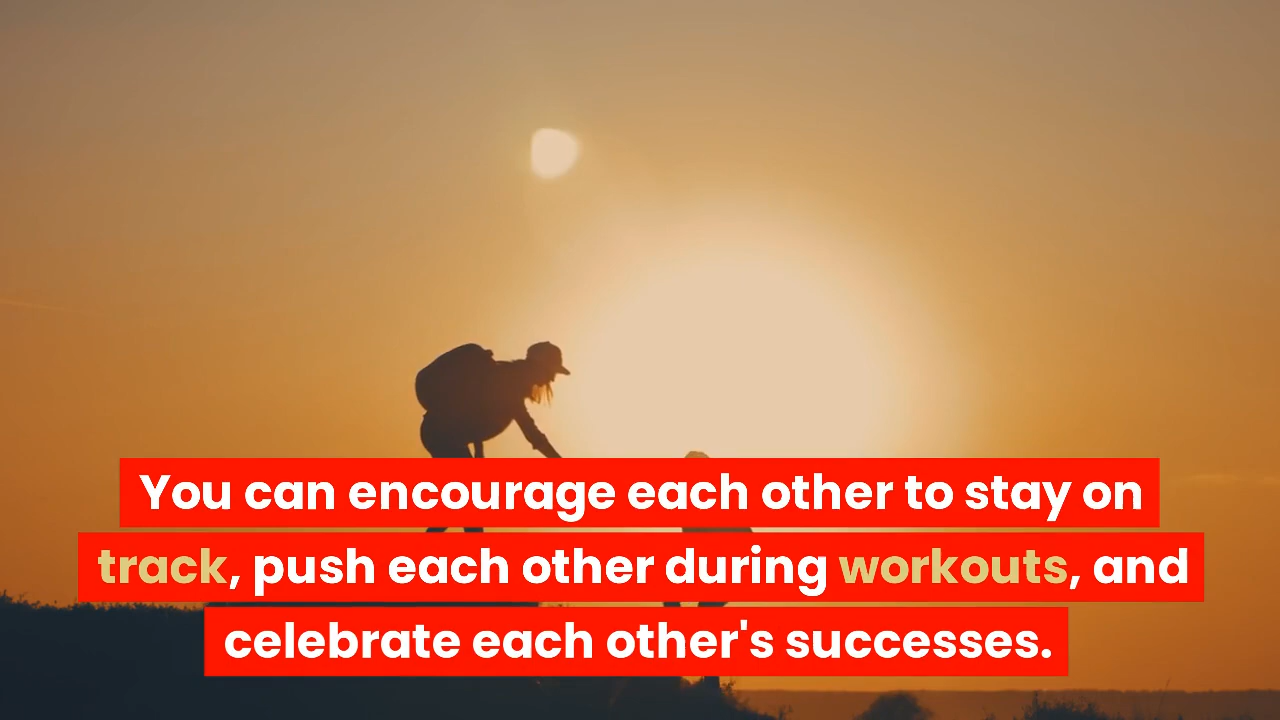 You can encourage each other to stay on
track, push each other during workouts, and
celebrate each other's successes.